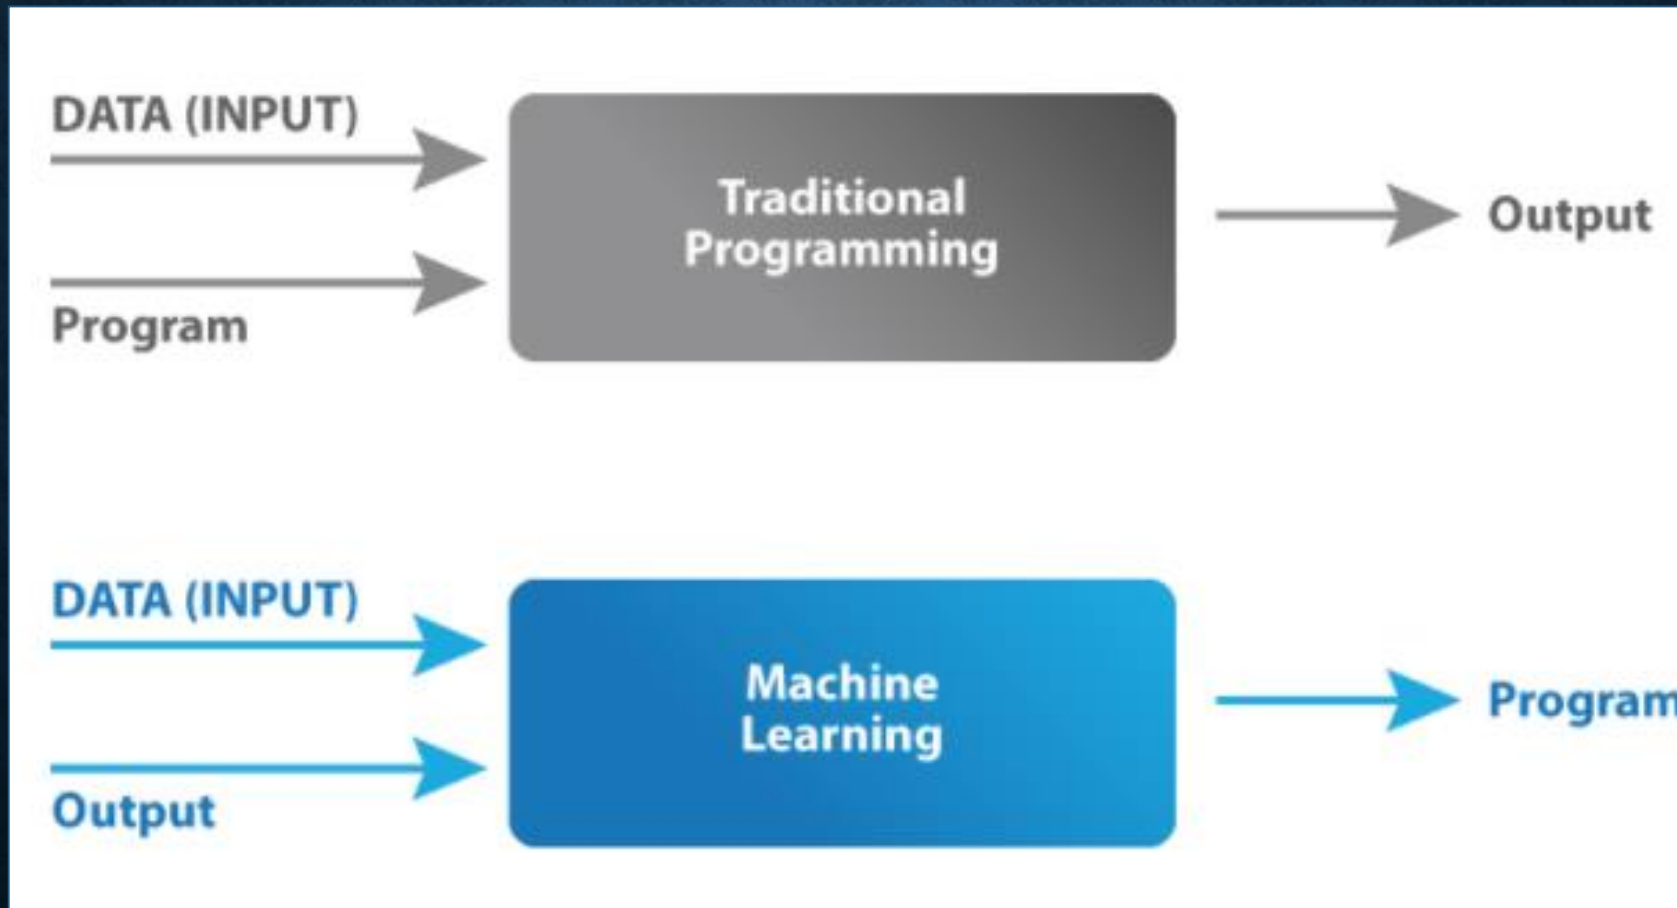 DATA (INPUT)
Program
Traditional
Programming
Output
DATA (INPUT)
Output
Machine
Learning
Program